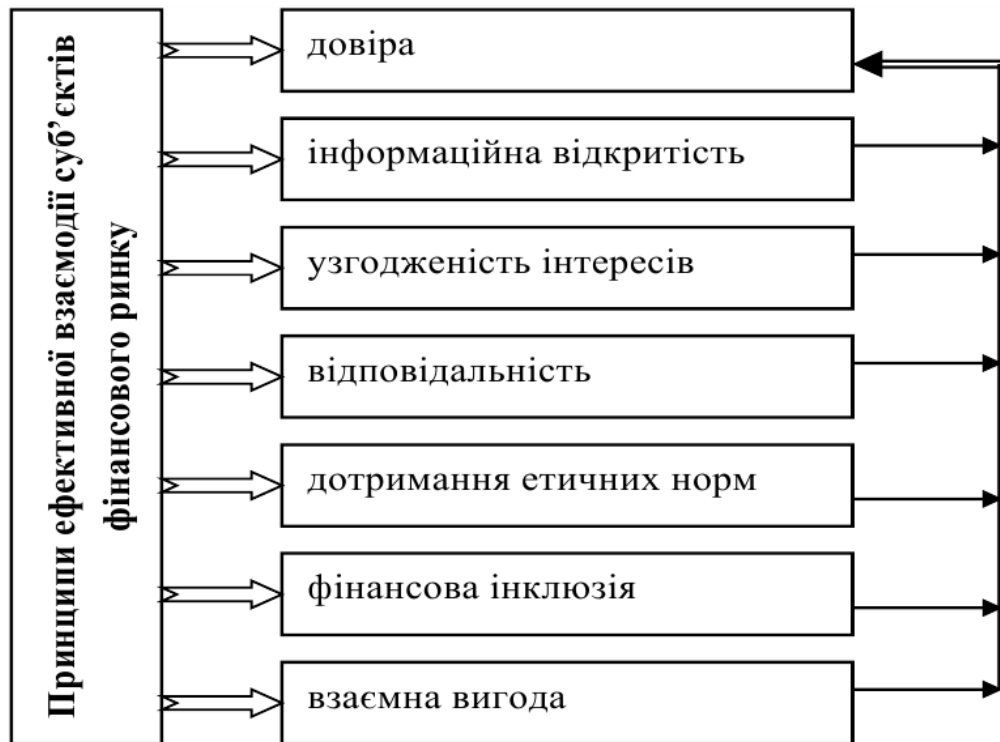 Принципи ефективної взаємодії суб’єктів
фінансового ринку
довіра
інформаційна відкритість
узгодженість інтересів
відповідальність
дотримання етичних норм
фінансова інклюзія
взаємна вигода